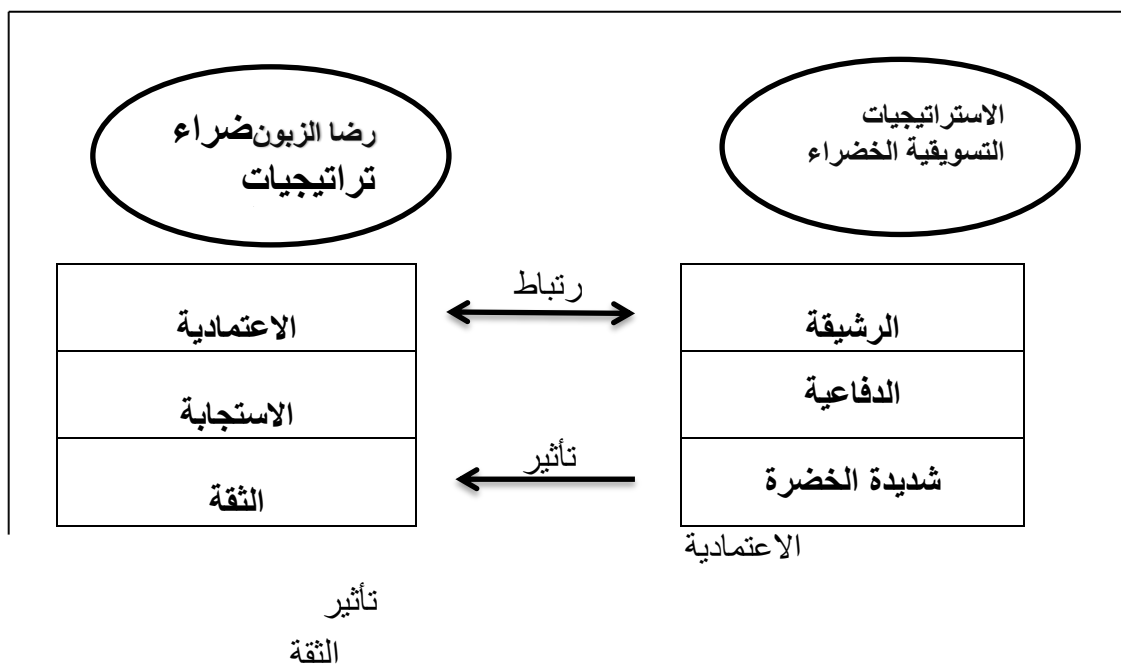 الاستراتيجيات
التسويقية الخضراء
رضا الزبونضراء
تراتيجيات
رتباط
الرشيقة
الاعتمادية
الدفاعية
الاستجابة
تأثير
شديدة الخضرة
الثقة
الاعتمادية
تأثير
الثقة